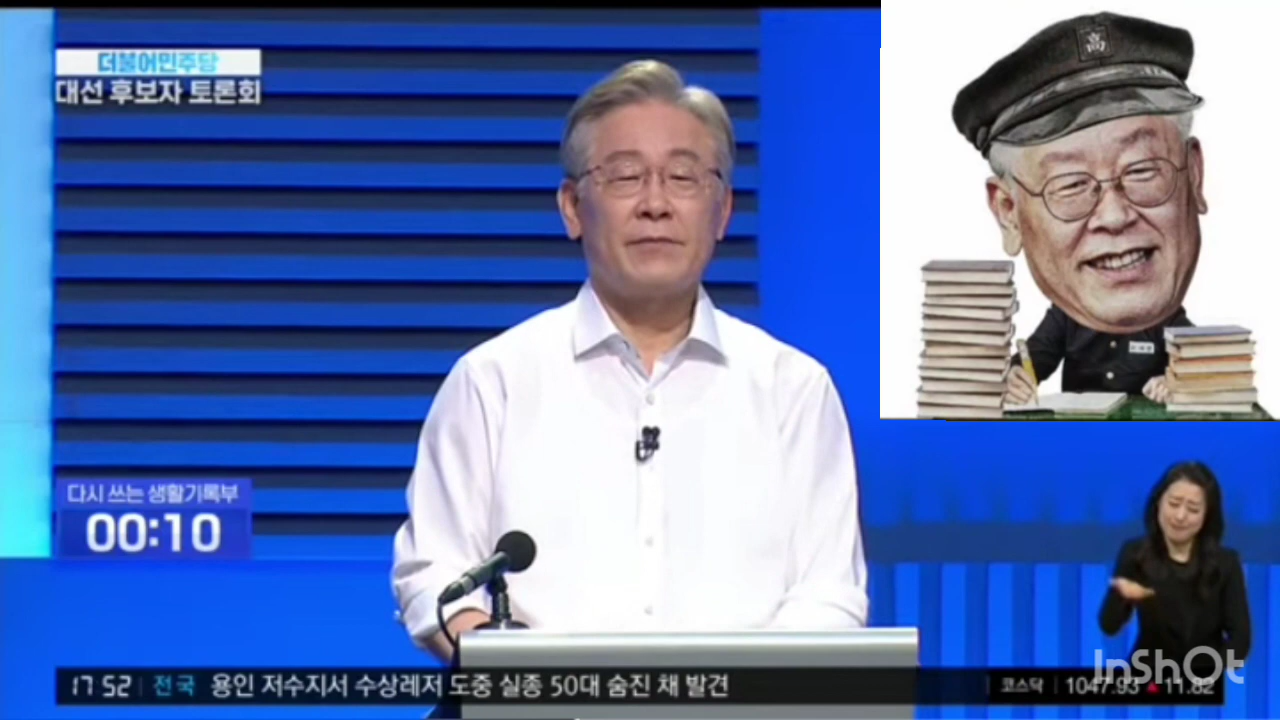 더불어민주당
대선 후보자 토론회
高
다시 쓰는 생활기록부
00:10
17 52 전국 용인 저수지서 수상레저 도중 실종 50대 숨진 채 발견
코스닥 1047.93 ▲ 11.82
InShOt